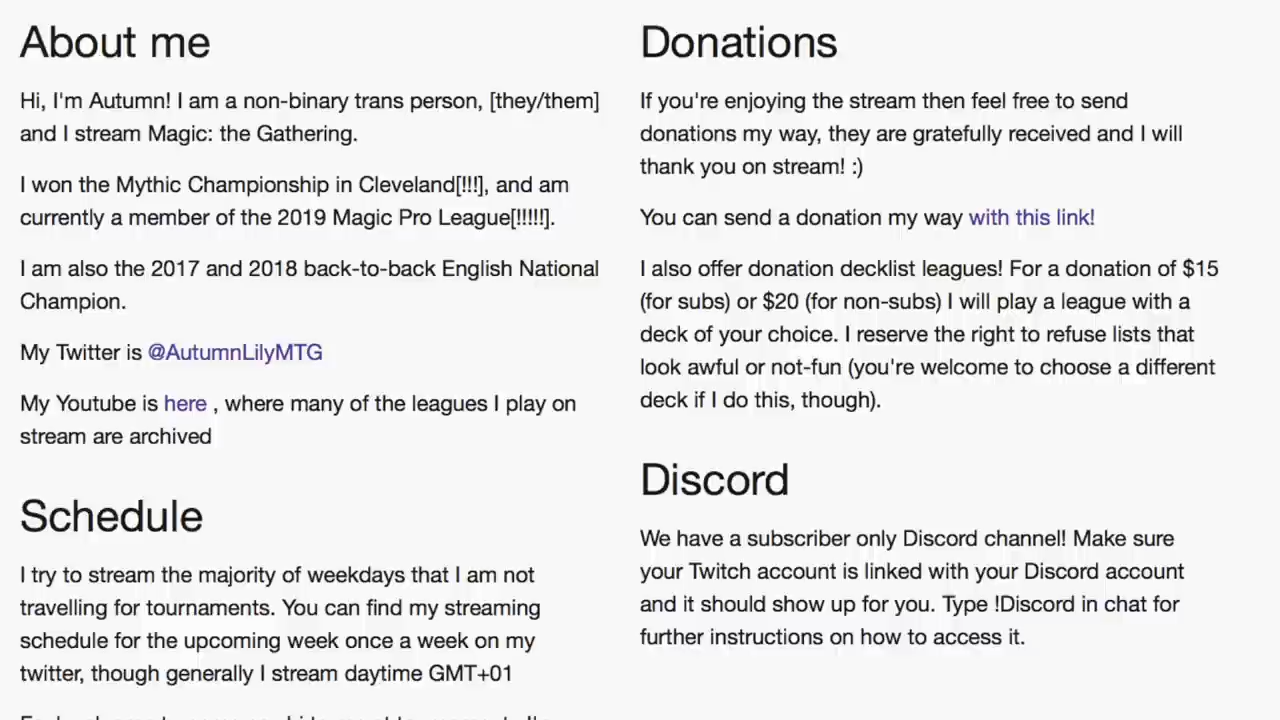 About me
Hi, I'm Autumn! I am a non-binary trans person, [they/them]
and I stream Magic: the Gathering.
I won the Mythic Championship in Cleveland[!!!], and am
currently a member of the 2019 Magic Pro League[!!!!!].
I am also the 2017 and 2018 back-to-back English National
Champion.
My Twitter is @AutumnLilyMTG
My Youtube is here , where many of the leagues I play on
stream are archived
Schedule
I try to stream the majority of weekdays that I am not
travelling for tournaments. You can find my streaming
schedule for the upcoming week once a week on my
twitter, though generally I stream daytime GMT+01
Donations
If you're enjoying the stream then feel free to send
donations my way, they are gratefully received and I will
thank you on stream! :)
You can send a donation my way with this link!
I also offer donation decklist leagues! For a donation of $15
(for subs) or $20 (for non-subs) I will play a league with a
deck of your choice. I reserve the right to refuse lists that
look awful or not-fun (you're welcome to choose a different
deck if I do this, though).
Discord
We have a subscriber only Discord channel! Make sure
your Twitch account is linked with your Discord account
and it should show up for you. Type !Discord in chat for
further instructions on how to access it.